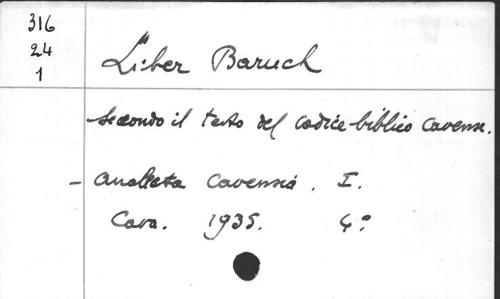 316
24
1
Liber Baruch
secondo il testo del codice biblico Cavense.
- Analecta Cavensia. I.
Cava. 1935. 4°